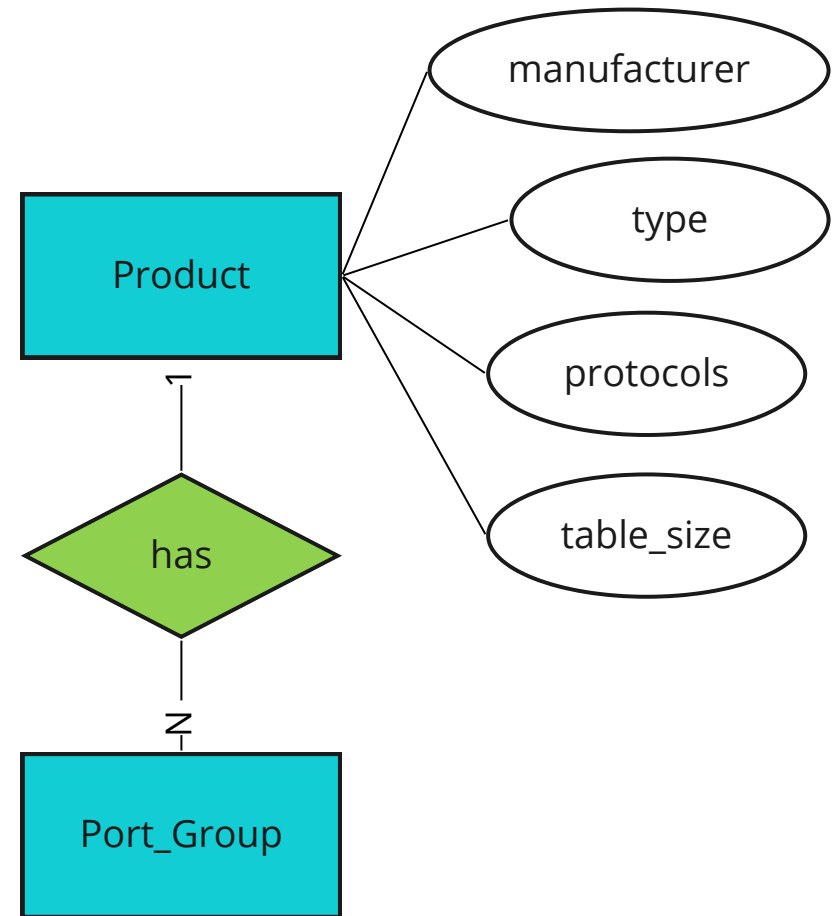 manufacturer
type
Product
protocols
1
table_size
has
N
Port_Group